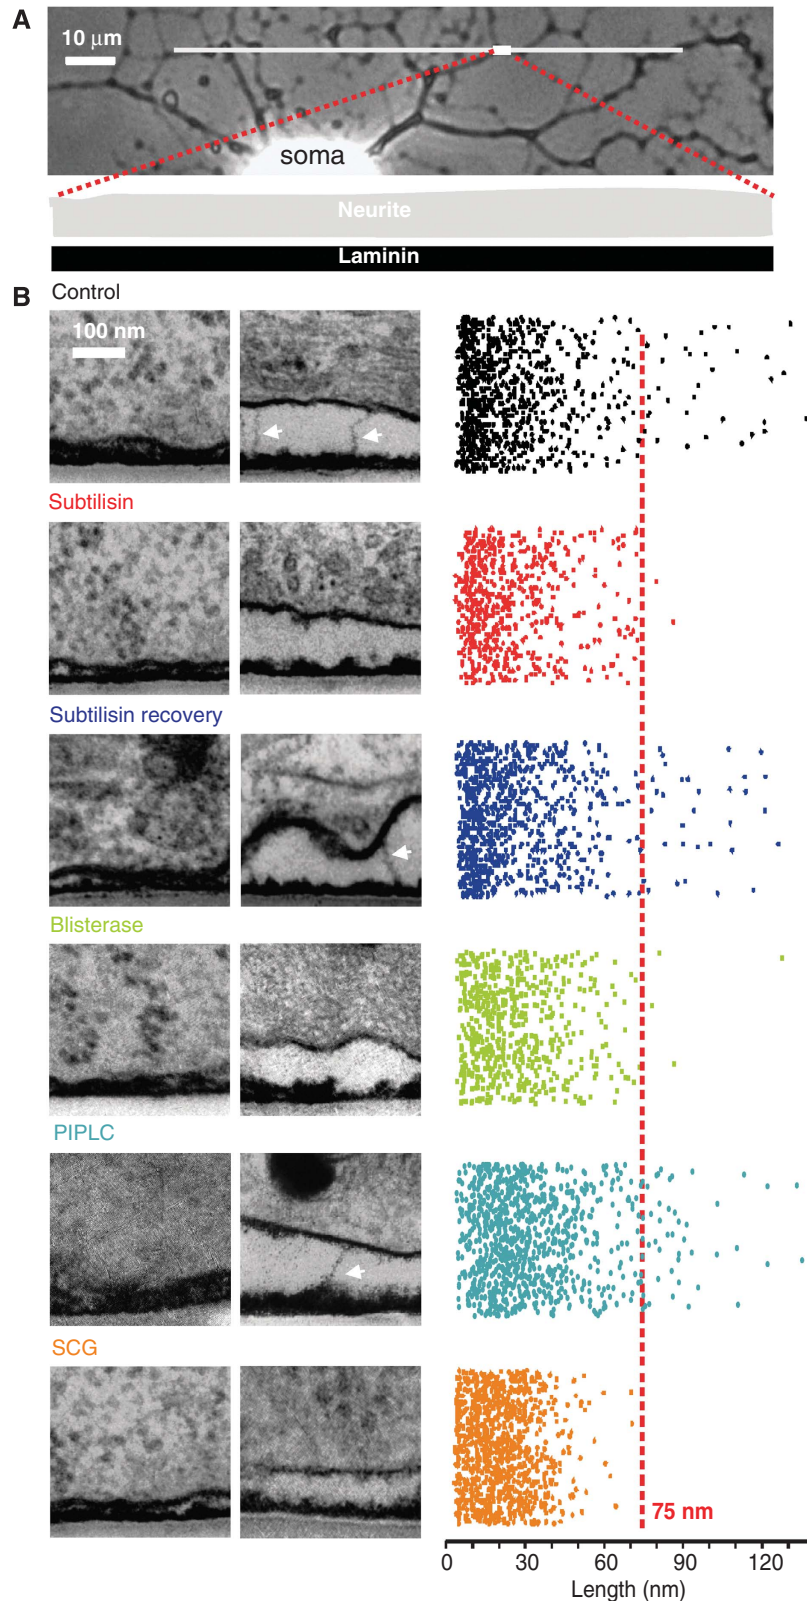 A
10 μm
soma
Neurite
Laminin
B
Control
100 nm
Subtilisin
Subtilisin recovery
Blisterase
PIPLC
SCG
75 nm
0 30 60 90 120
Length (nm)